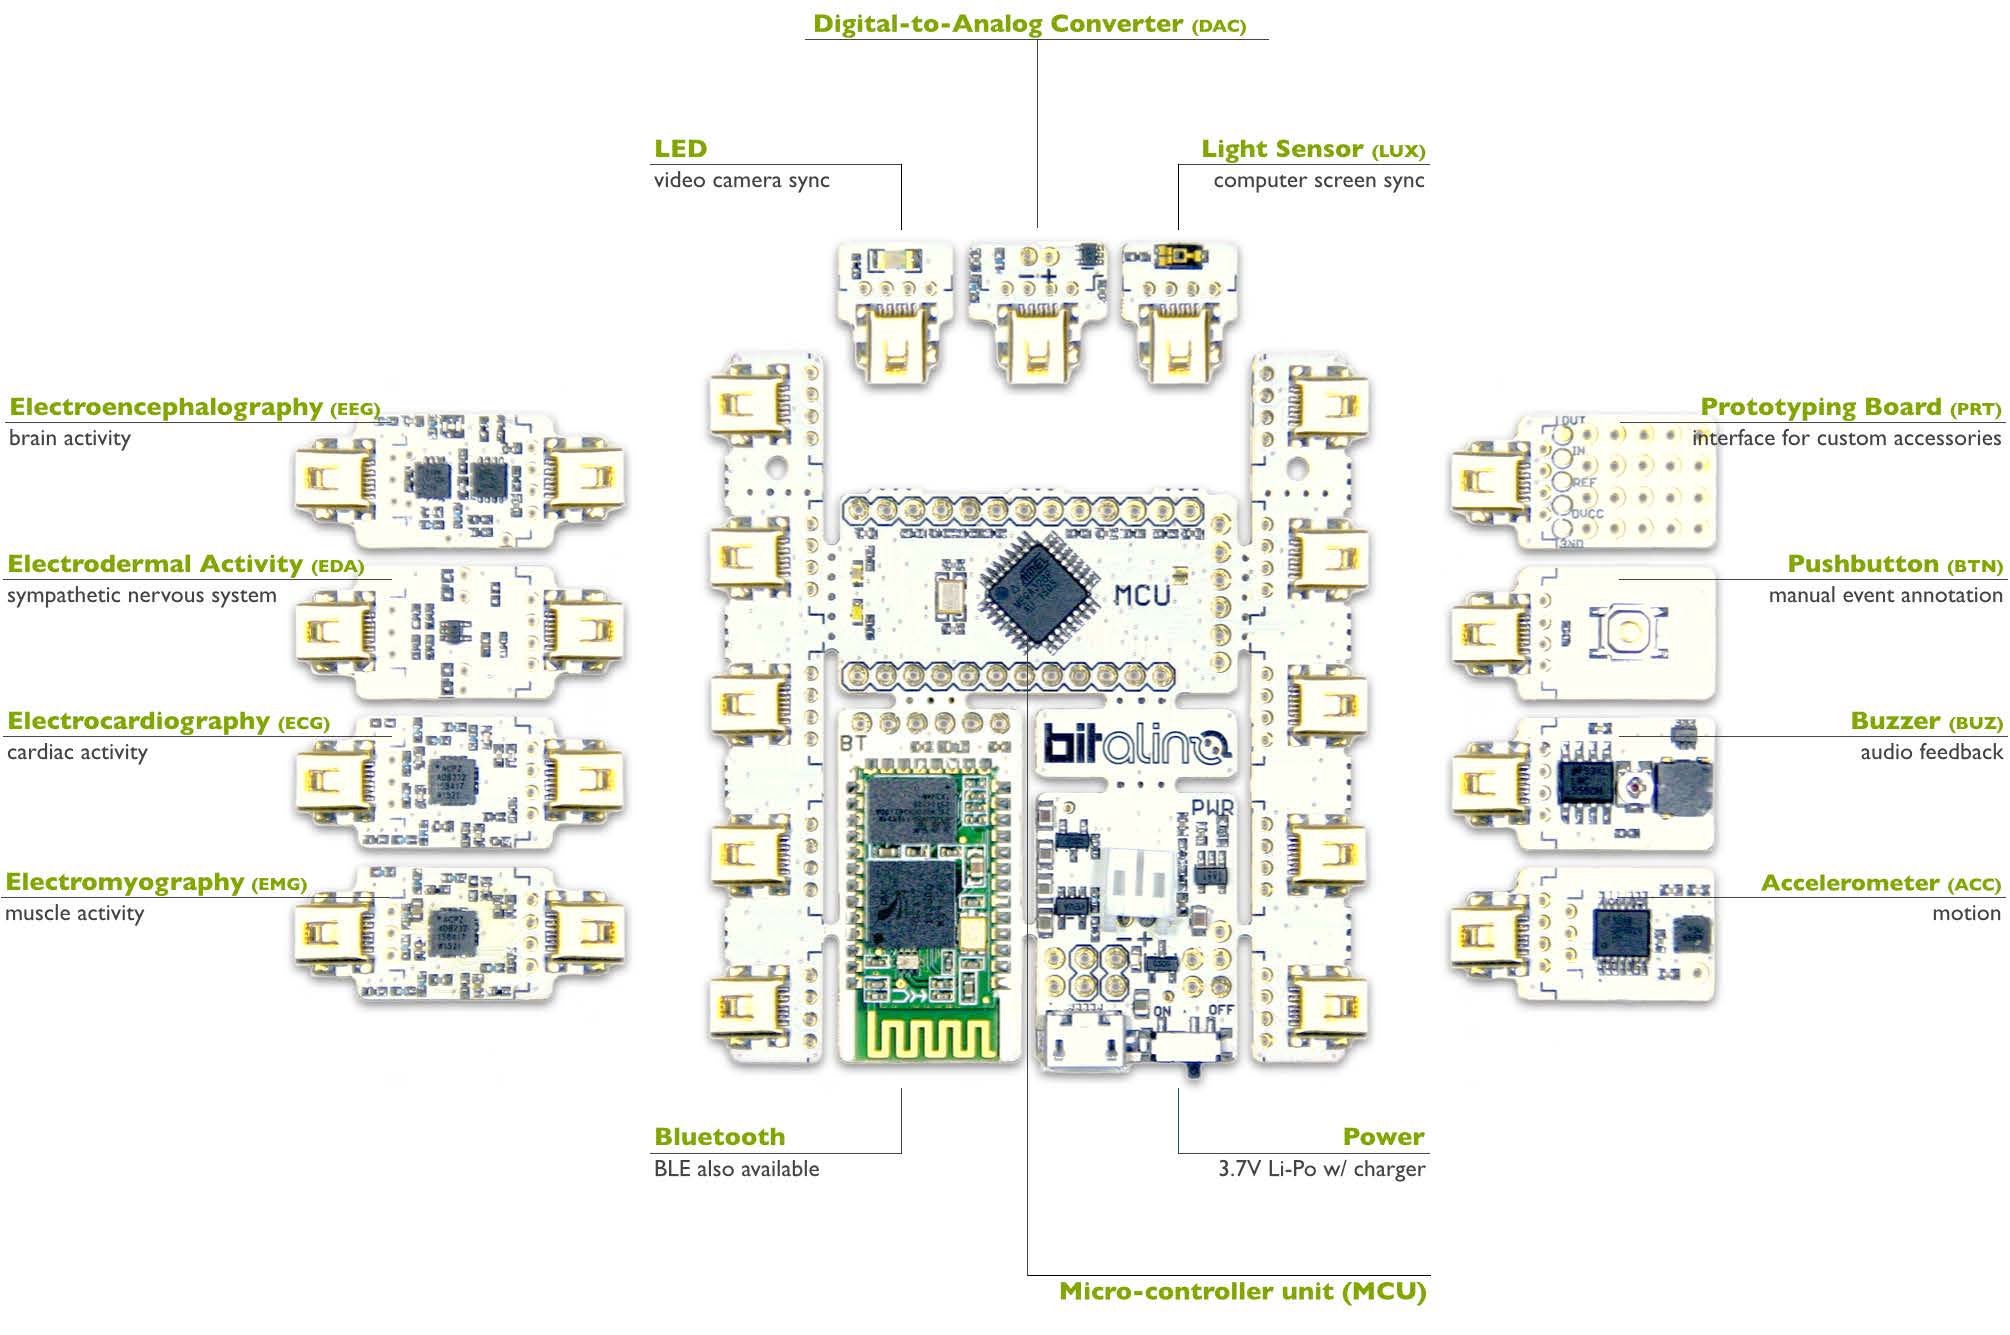 Digital-to-Analog Converter (DAC)
LED
video camera sync
Light Sensor (LUX)
computer screen sync
Electroencephalography (EEG)
brain activity
Electrodermal Activity (EDA)
sympathetic nervous system
Electrocardiography (ECG)
cardiac activity
Electromyography (EMG)
muscle activity
- +
MCU
BT
bitalino
PWR
- +
ON OFF
Prototyping Board (PRT)
interface for custom accessories
OUT
IN
REF
DVCC
GND
Pushbutton (BTN)
manual event annotation
Buzzer (BUZ)
audio feedback
Accelerometer (ACC)
motion
Bluetooth
BLE also available
Power
3.7V Li-Po w/ charger
Micro-controller unit (MCU)